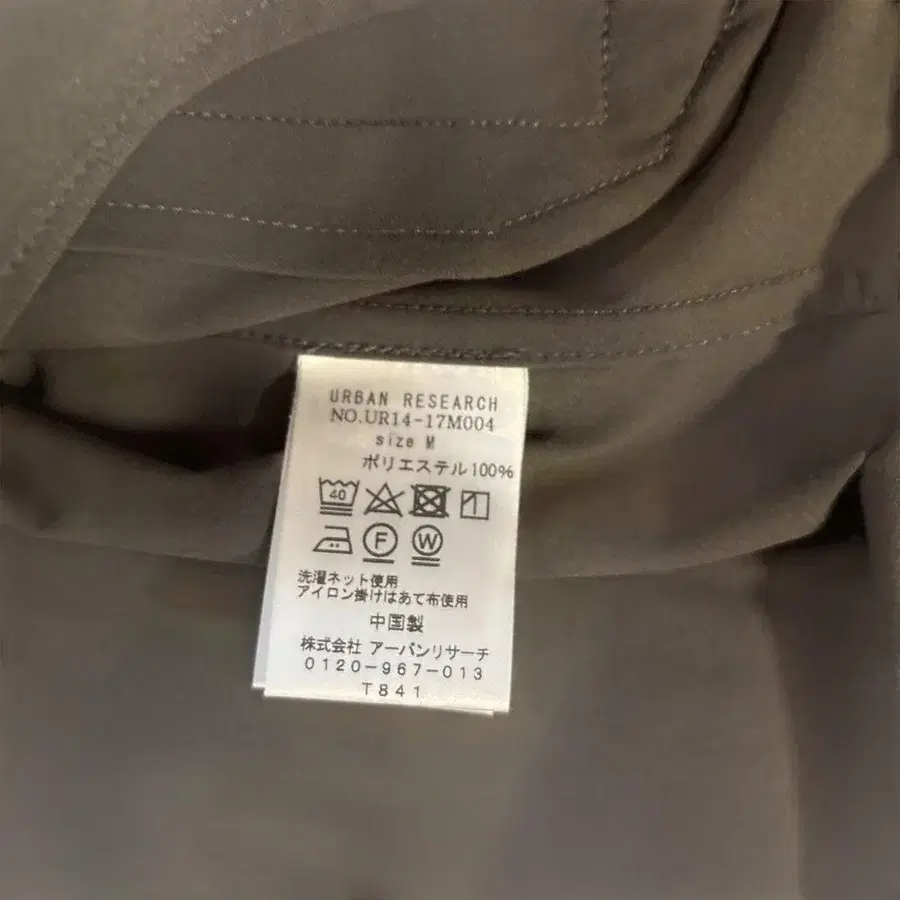 URBAN RESEARCH
NO.UR14-17M004
size M
ポリエステル100%
40
F W
洗濯ネット使用
アイロン掛けはあて布使用
中国製
株式会社 アーバンリサーチ
0120-967-013
T841